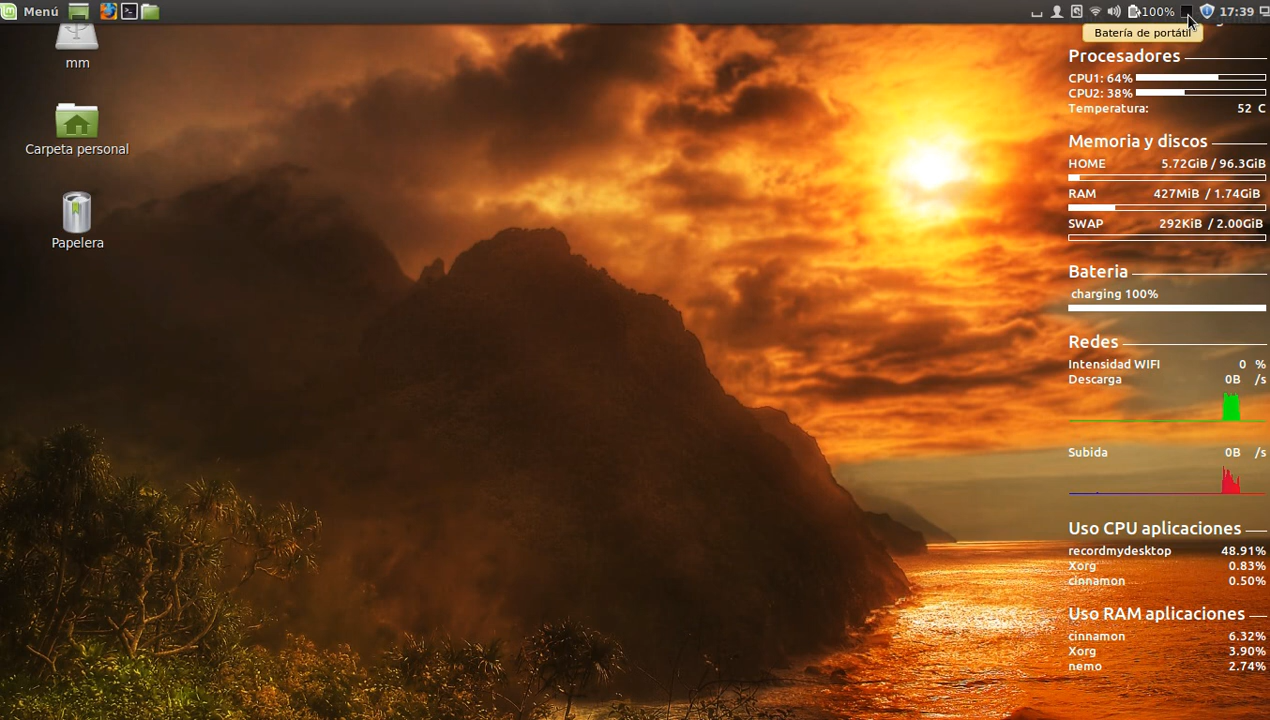 Menú
100%
17:39
Batería de portátil
mm
Carpeta personal
Papelera
Procesadores
CPU1: 64%
CPU2: 38%
Temperatura: 52 C
Memoria y discos
HOME 5.72GiB / 96.3GiB
RAM 427MiB / 1.74GiB
SWAP 292KiB / 2.00GiB
Bateria
charging 100%
Redes
Intensidad WIFI 0 %
Descarga 0B /s
Subida 0B /s
Uso CPU aplicaciones
recordmydesktop 48.91%
Xorg 0.83%
cinnamon 0.50%
Uso RAM aplicaciones
cinnamon 6.32%
Xorg 3.90%
nemo 2.74%